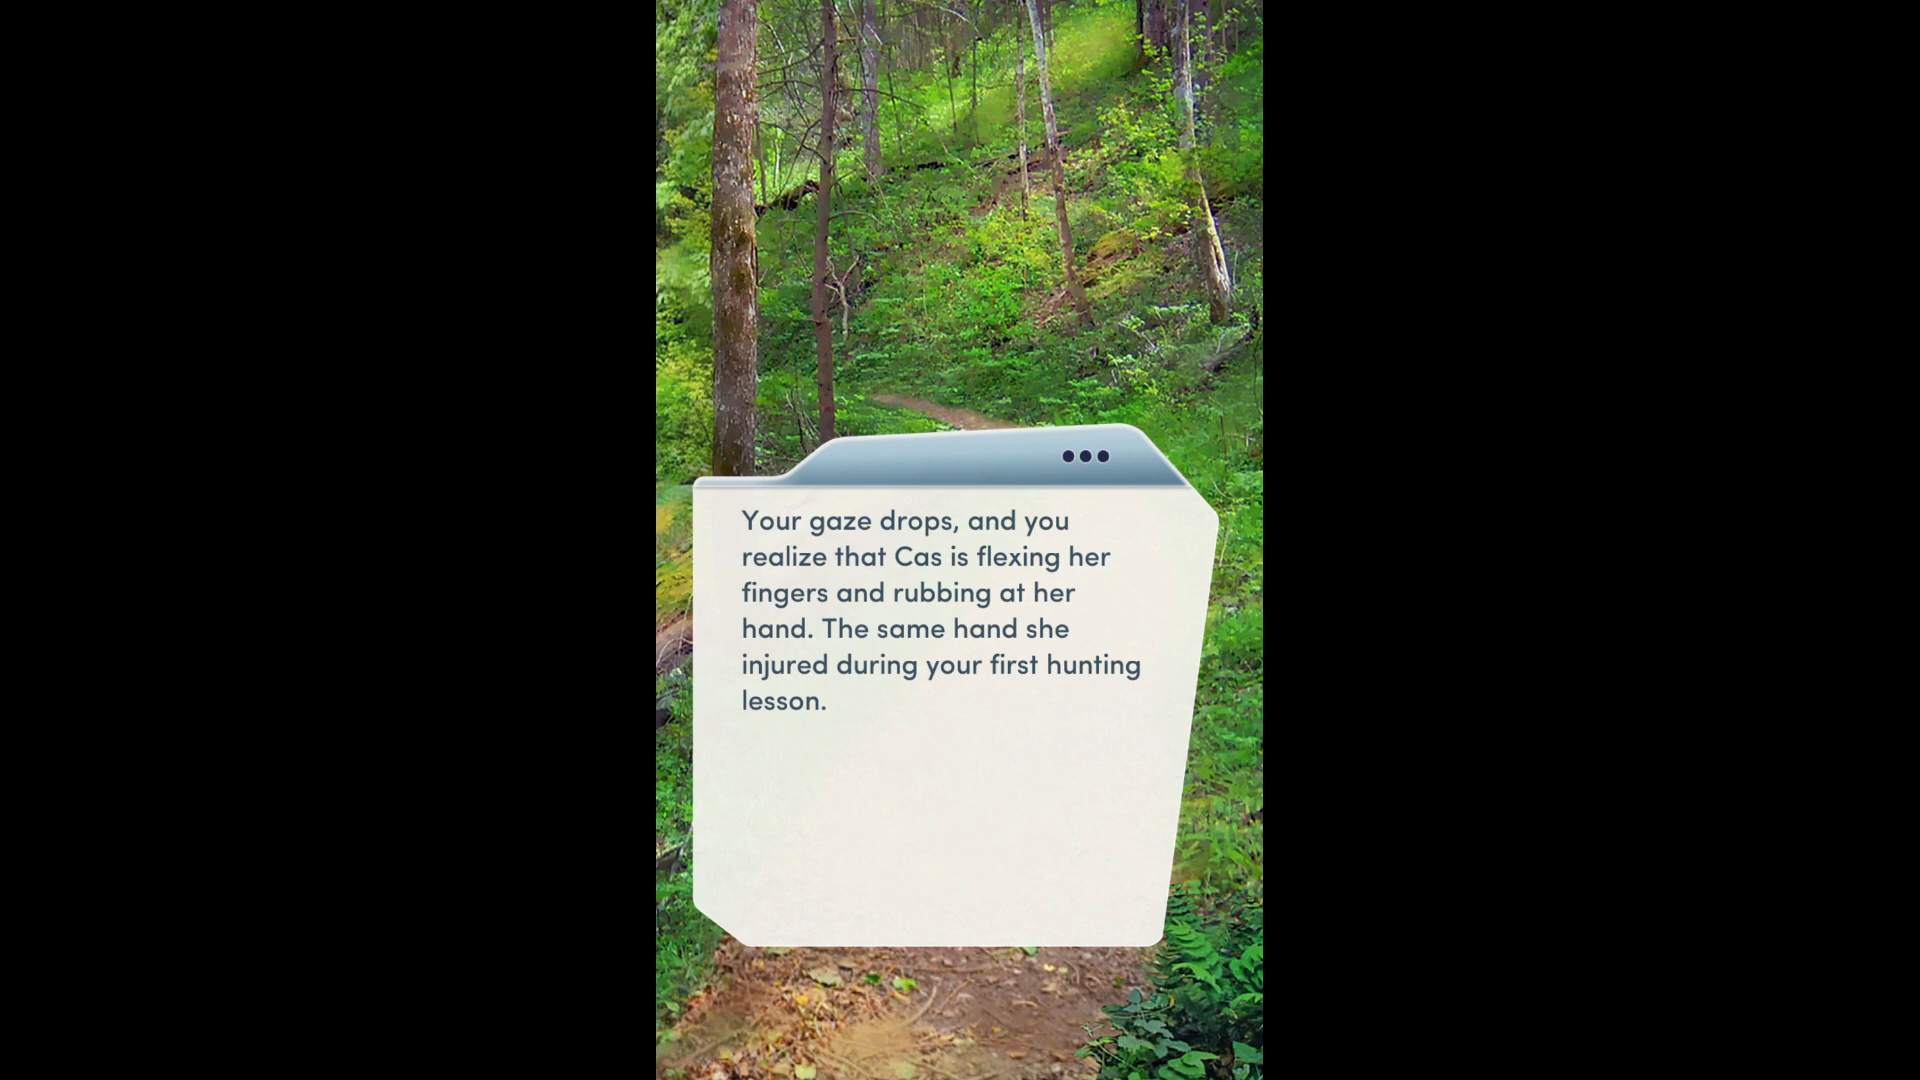 Your gaze drops, and you
realize that Cas is flexing her
fingers and rubbing at her
hand. The same hand she
injured during your first hunting
lesson.